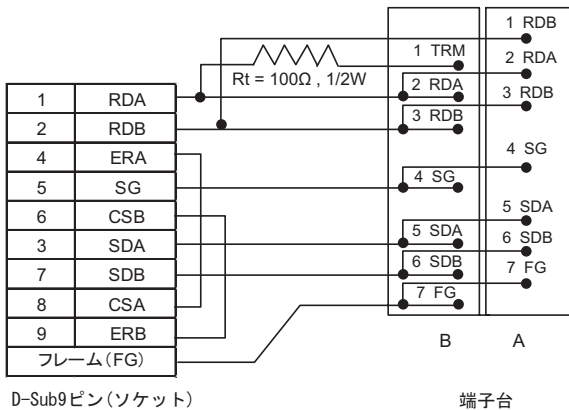 1 RDB
1 TRM
2 RDA
Rt = 100Ω , 1/2W
2 RDA
3 RDB
3 RDB
1 RDA
2 RDB
4 ERA
5 SG
6 CSB
3 SDA
7 SDB
8 CSA
9 ERB
フレーム(FG)
4 SG
4 SG
5 SDA
5 SDA
6 SDB
6 SDB
7 FG
7 FG
B A
D-Sub9ピン(ソケット)
端子台